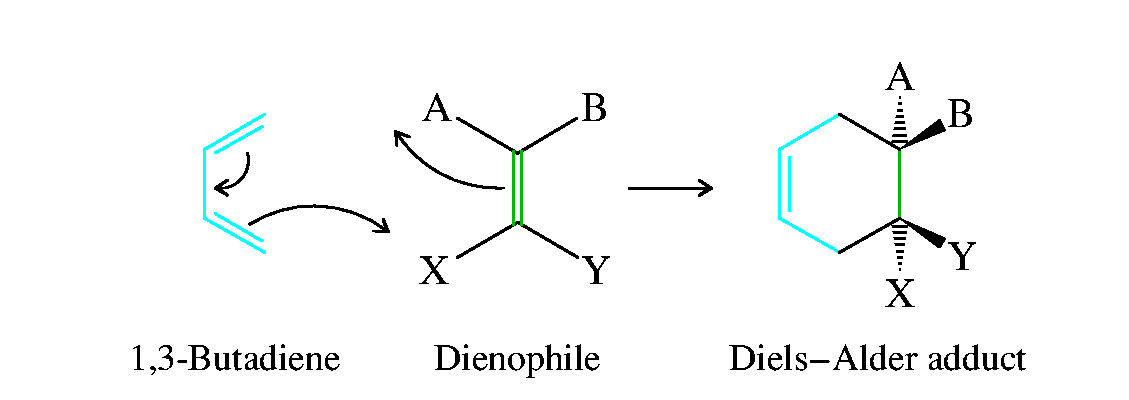 A B
X Y
A
B
Y
X
1,3-Butadiene Dienophile Diels–Alder adduct